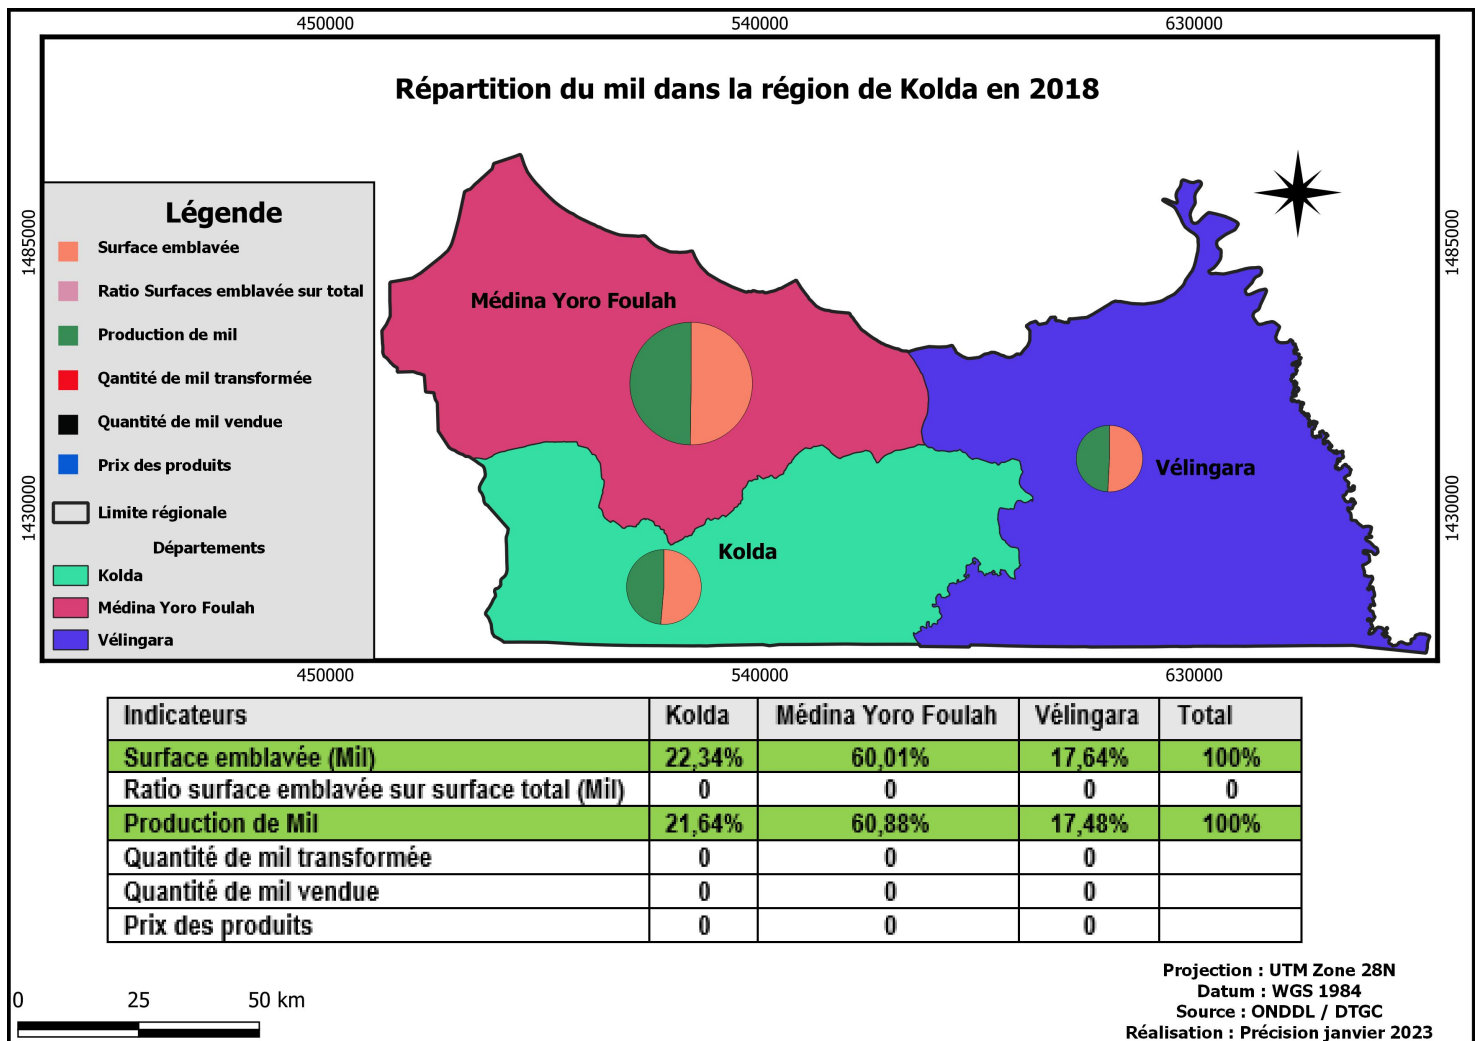 450000 540000 630000
Répartition du mil dans la région de Kolda en 2018
1485000
1485000
1430000
1430000
Légende
Surface emblavée
Ratio Surfaces emblavée sur total
Production de mil
Qantité de mil transformée
Quantité de mil vendue
Prix des produits
Limite régionale
Départements
Kolda
Médina Yoro Foulah
Vélingara
Médina Yoro Foulah
Vélingara
Kolda
450000 540000 630000
Indicateurs Kolda Médina Yoro Foulah Vélingara Total
Surface emblavée (Mil) 22,34% 60,01% 17,64% 100%
Ratio surface emblavée sur surface total (Mil) 0 0 0 0
Production de Mil 21,64% 60,88% 17,48% 100%
Quantité de mil transformée 0 0 0
Quantité de mil vendue 0 0 0
Prix des produits 0 0 0
0 25 50 km
Projection : UTM Zone 28N
Datum : WGS 1984
Source : ONDDL / DTGC
Réalisation : Précision janvier 2023